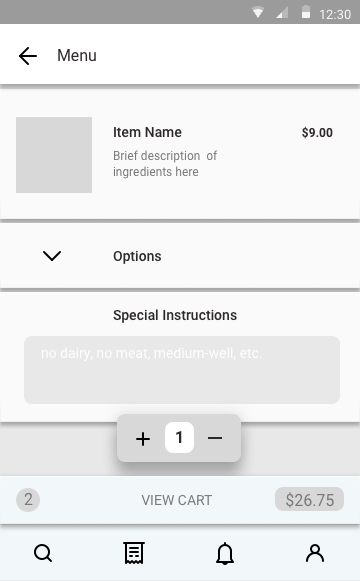 12:30
Menu
Item Name $9.00
Brief description of
ingredients here
Options
Special Instructions
no dairy, no meat, medium-well, etc.
+ 1 −
2 VIEW CART $26.75